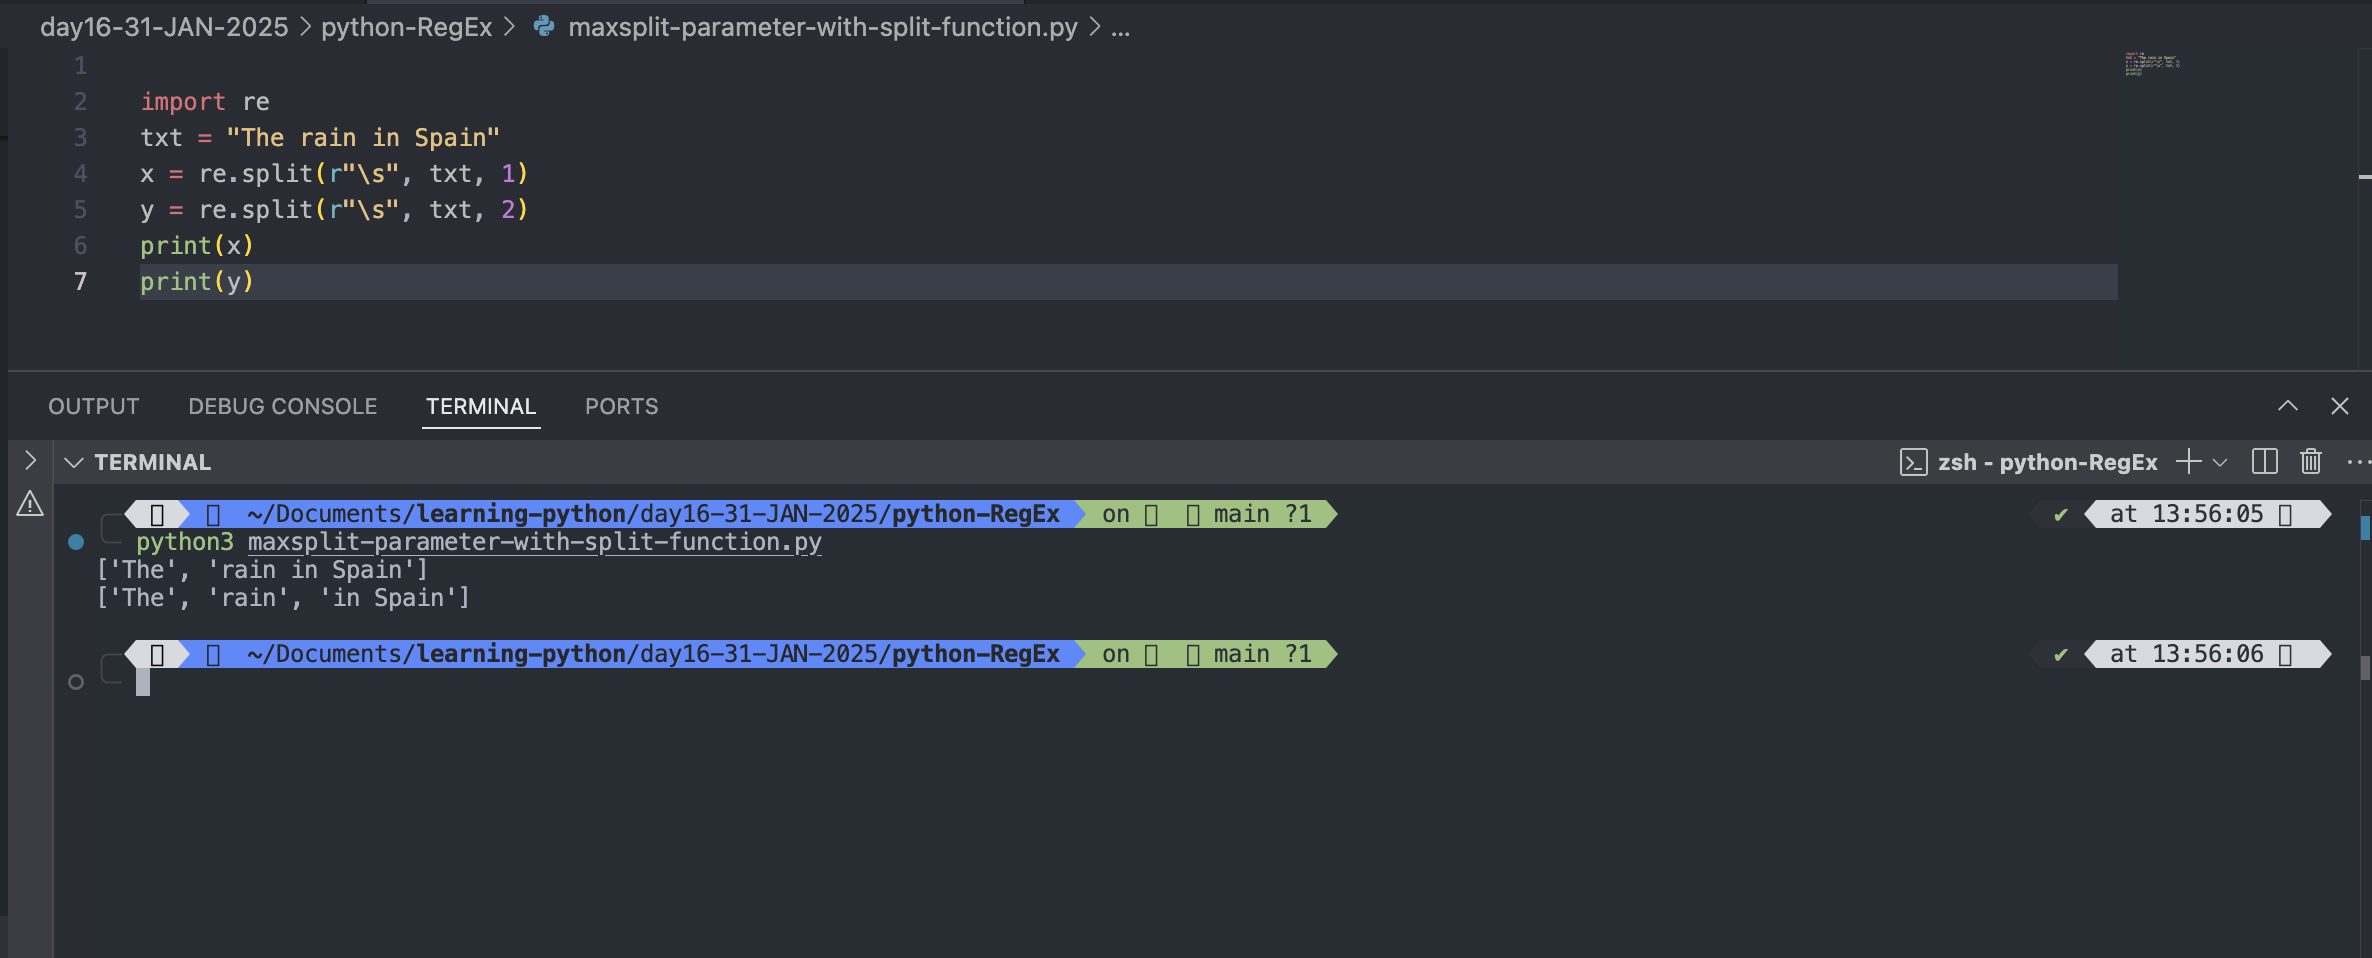 day16-31-JAN-2025 > python-RegEx > maxsplit-parameter-with-split-function.py > ...
1
2 import re
3 txt = "The rain in Spain"
4 x = re.split(r"\s", txt, 1)
5 y = re.split(r"\s", txt, 2)
6 print(x)
7 print(y)
OUTPUT DEBUG CONSOLE TERMINAL PORTS
TERMINAL zsh - python-RegEx
~/Documents/learning-python/day16-31-JAN-2025/python-RegEx on main ?1 ✔ at 13:56:05
python3 maxsplit-parameter-with-split-function.py
['The', 'rain in Spain']
['The', 'rain', 'in Spain']
~/Documents/learning-python/day16-31-JAN-2025/python-RegEx on main ?1 ✔ at 13:56:06